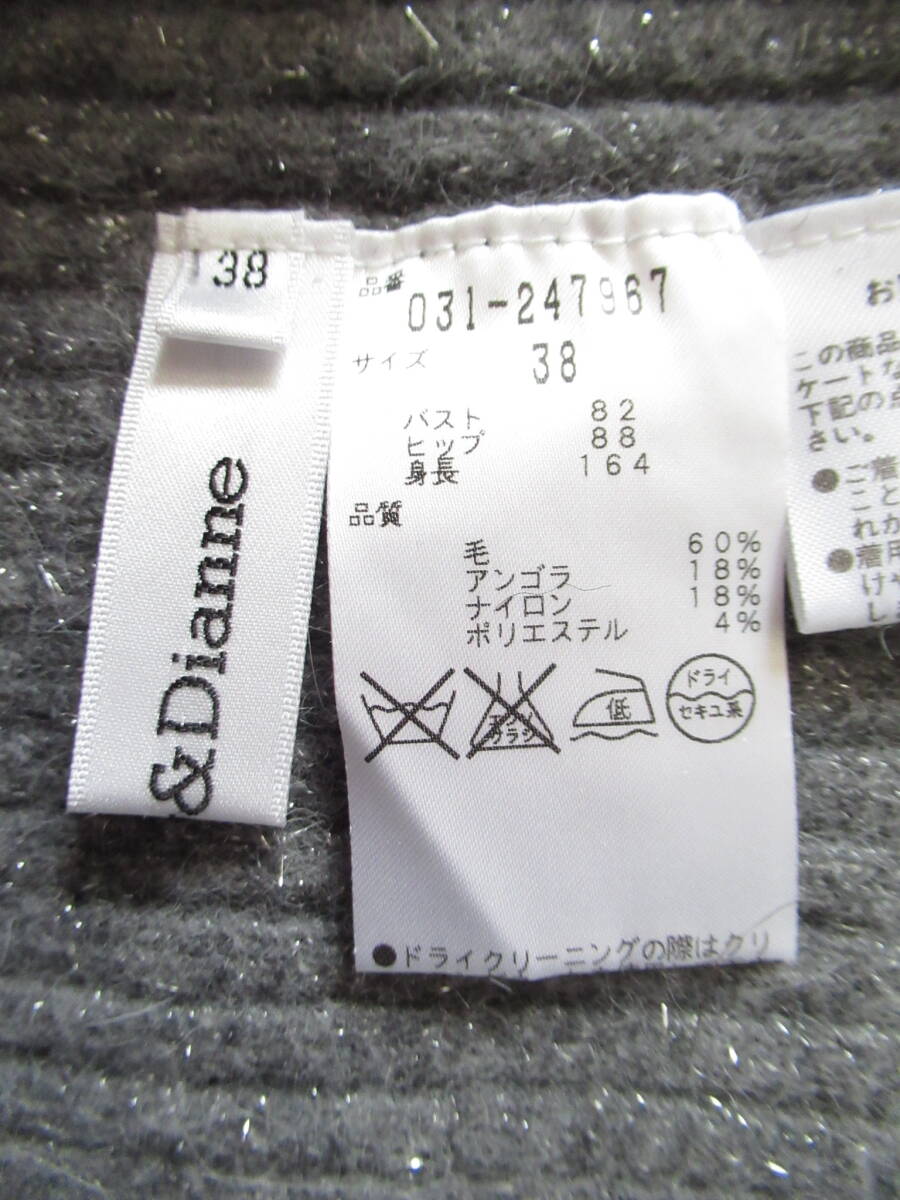 38
&Dianne
品番
031-247967
サイズ 38
バスト 82
ヒップ 88
身長 164
品質
毛 60%
アンゴラ 18%
ナイロン 18%
ポリエステル 4%
低
ドライ
セキユ系
●ドライクリーニングの際はクリ
お
この商品
ケートな
下記の点
さい。
●ご着
こと
れか
●着用
けや
し